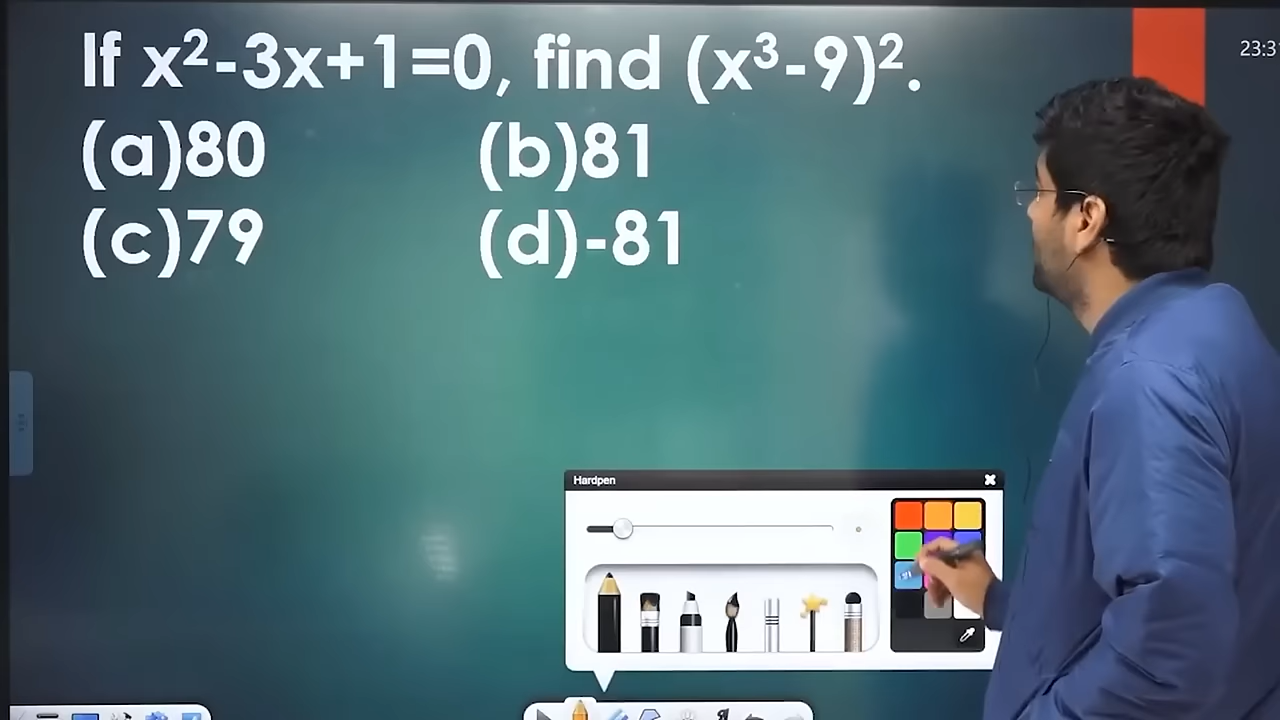 If x²-3x+1=0, find (x³-9)².
(a)80 (b)81
(c)79 (d)-81
23:3
Hardpen